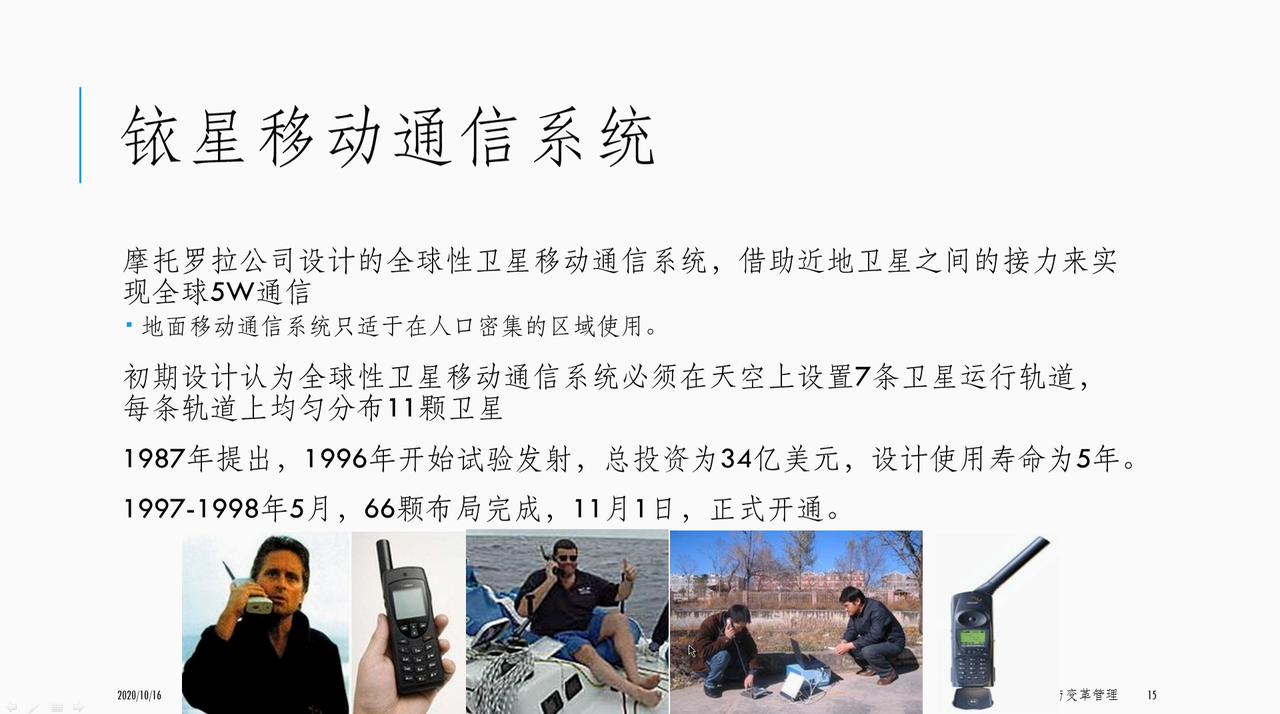 铱星移动通信系统
摩托罗拉公司设计的全球性卫星移动通信系统，借助近地卫星之间的接力来实
现全球5W通信
▪ 地面移动通信系统只适于在人口密集的区域使用。
初期设计认为全球性卫星移动通信系统必须在天空上设置7条卫星运行轨道，
每条轨道上均匀分布11颗卫星
1987年提出，1996年开始试验发射，总投资为34亿美元，设计使用寿命为5年。
1997-1998年5月，66颗布局完成，11月1日，正式开通。
2020/10/16
变革管理
15